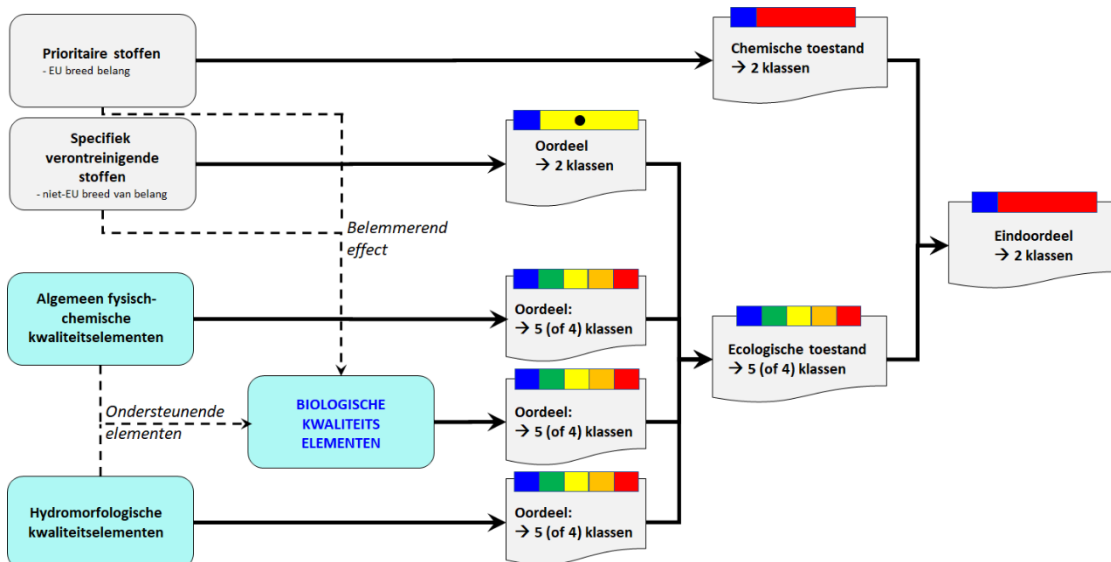 Prioritaire stoffen
- EU breed belang
Chemische toestand
→ 2 klassen
Specifiek
verontreinigende
stoffen
- niet-EU breed van belang
Oordeel
→ 2 klassen
Belemmerend
effect
Eindoordeel
→ 2 klassen
Algemeen fysisch-
chemische
kwaliteitselementen
Oordeel:
→ 5 (of 4) klassen
Ecologische toestand
→ 5 (of 4) klassen
Ondersteunende
elementen
BIOLOGISCHE
KWALITEITS
ELEMENTEN
Oordeel:
→ 5 (of 4) klassen
Hydromorfologische
kwaliteitselementen
Oordeel:
→ 5 (of 4) klassen